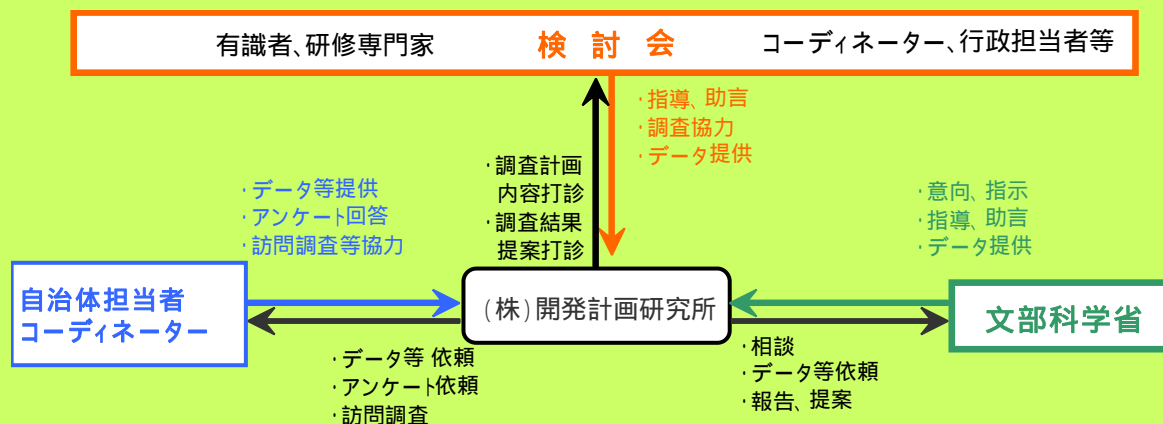 有識者、研修専門家 検討会 コーディネーター、行政担当者等
・指導、助言
・調査協力
・データ提供
・調査計画
内容打診
・調査結果
提案打診
・データ等提供
・アンケート回答
・訪問調査等協力
・意向、指示
・指導、助言
・データ提供
自治体担当者
コーディネーター
(株)開発計画研究所
文部科学省
・データ等 依頼
・アンケート依頼
・訪問調査
・相談
・データ等依頼
・報告、提案